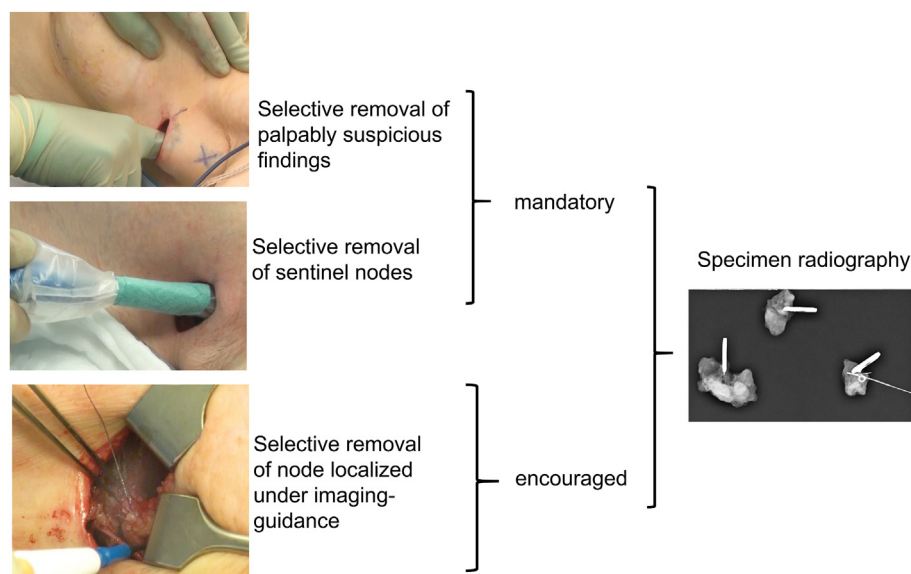 Selective removal of
palpably suspicious
findings
mandatory
Selective removal
of sentinel nodes
Specimen radiography
Selective removal
of node localized
under imaging-
guidance
encouraged